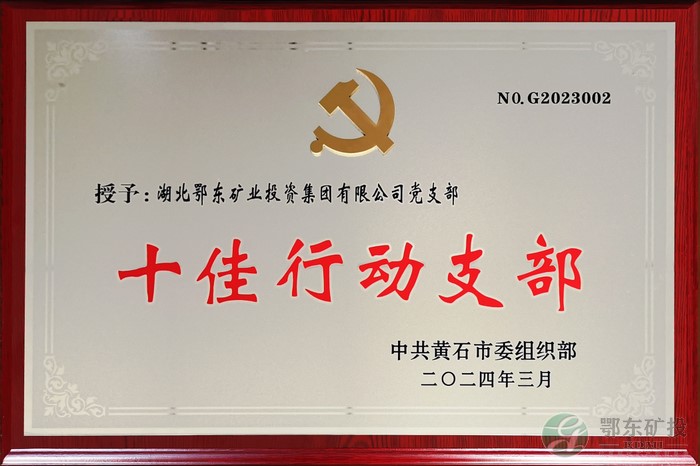 NO.G2023002
授予：湖北鄂东矿业投资集团有限公司党支部
十佳行动支部
中共黄石市委组织部
二〇二四年三月
鄂东矿投